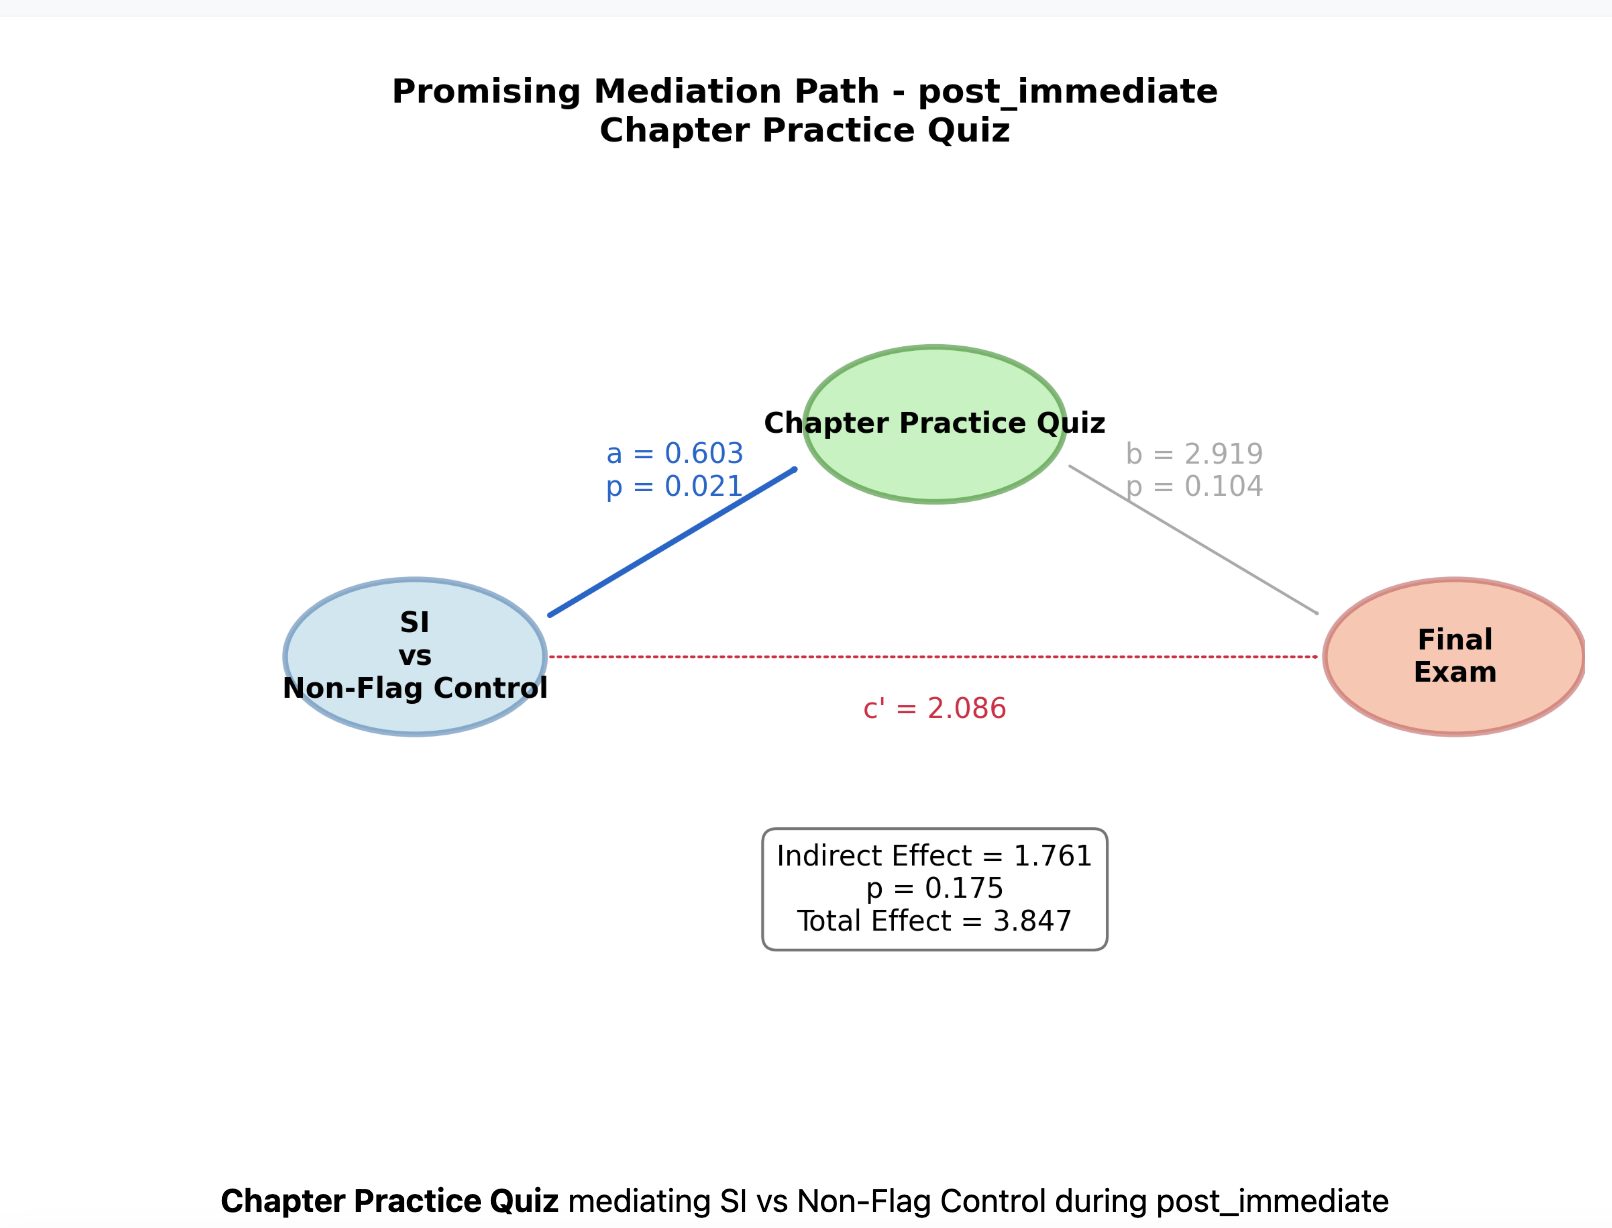 Promising Mediation Path - post_immediate
Chapter Practice Quiz
Chapter Practice Quiz
a = 0.603
p = 0.021
b = 2.919
p = 0.104
SI
vs
Non-Flag Control
Final
Exam
c' = 2.086
Indirect Effect = 1.761
p = 0.175
Total Effect = 3.847
Chapter Practice Quiz mediating SI vs Non-Flag Control during post_immediate